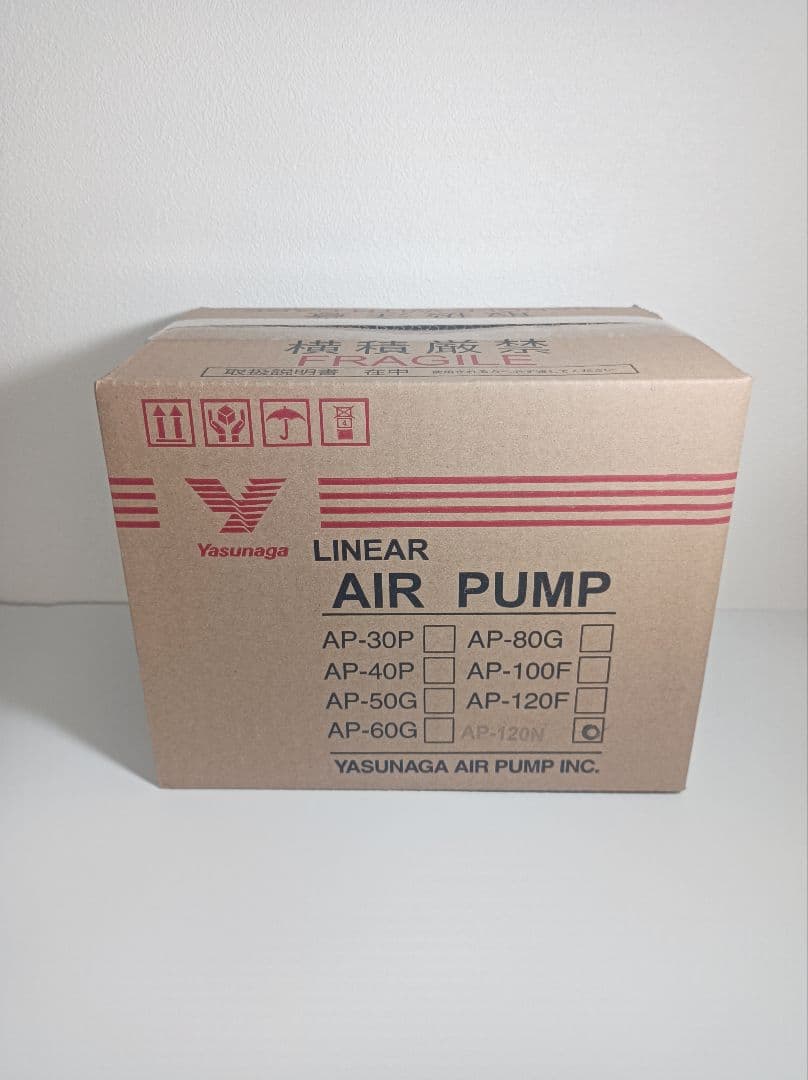 横積厳禁
FRAGILE
取扱説明書 在中
4
Yasunaga
LINEAR
AIR PUMP
AP-30P AP-80G
AP-40P AP-100F
AP-50G AP-120F
AP-60G AP-120N
YASUNAGA AIR PUMP INC.